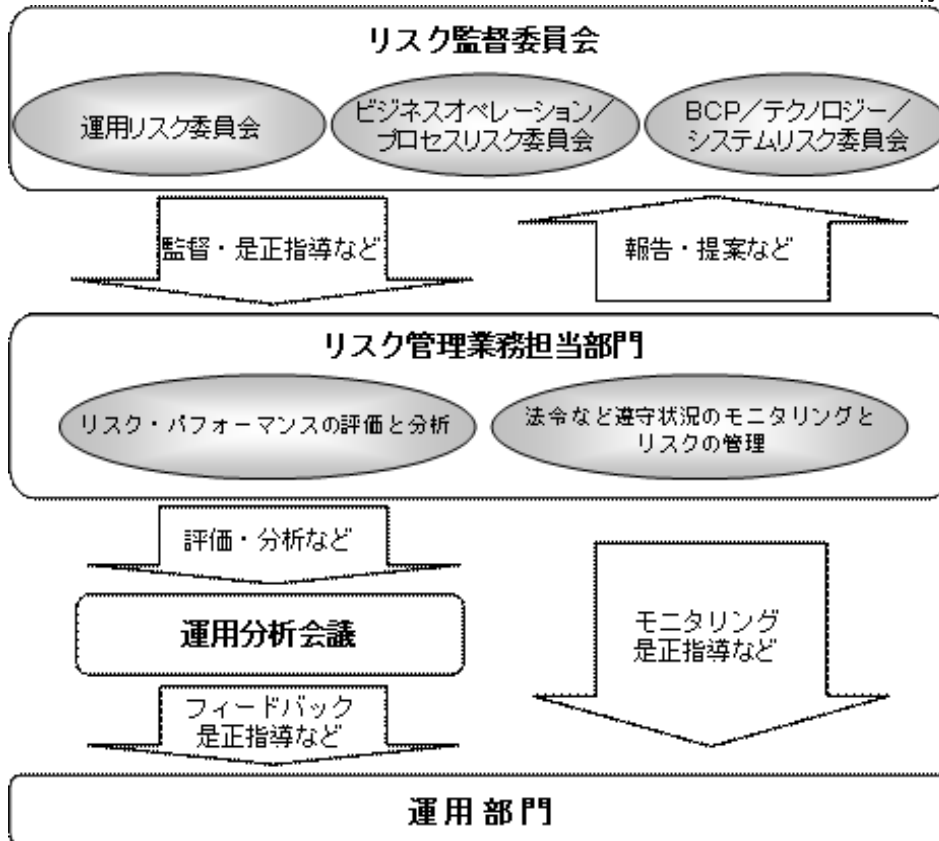 リスク監督委員会
運用リスク委員会
ビジネスオペレーション／
プロセスリスク委員会
BCP／テクノロジー／
システムリスク委員会
監督・是正指導など
報告・提案など
リスク管理業務担当部門
リスク・パフォーマンスの評価と分析
法令など遵守状況のモニタリングと
リスクの管理
評価・分析など
運用分析会議
モニタリング
是正指導など
フィードバック
是正指導など
運用部門